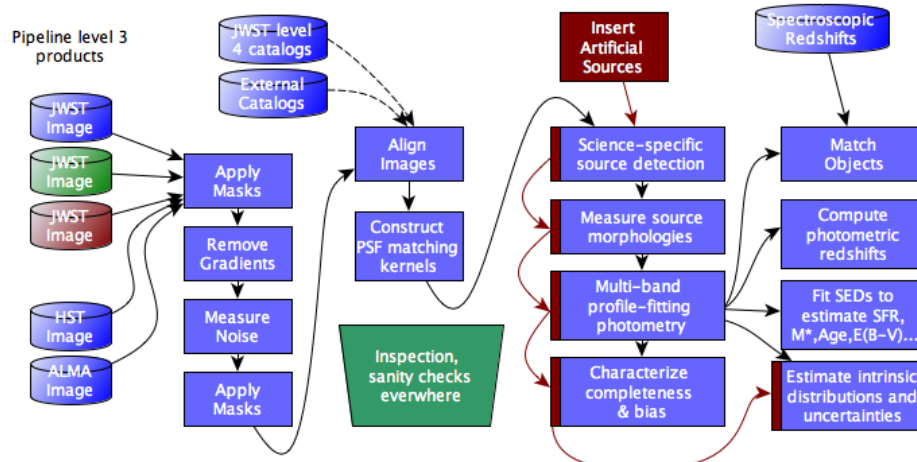 Pipeline level 3
products
JWST
Image
JWST
Image
JWST
Image
HST
Image
ALMA
Image
Apply
Masks
Remove
Gradients
Measure
Noise
Apply
Masks
JWST level
4 catalogs
External
Catalogs
Align
Images
Construct
PSF matching
kernels
Inspection,
sanity checks
everwhere
Insert
Artificial
Sources
Science-specific
source detection
Measure source
morphologies
Multi-band
profile-fitting
photometry
Characterize
completeness
& bias
Spectroscopic
Redshifts
Match
Objects
Compute
photometric
redshifts
Fit SEDs to
estimate SFR,
M*,Age,E(B-V)...
Estimate intrinsic
distributions and
uncertainties